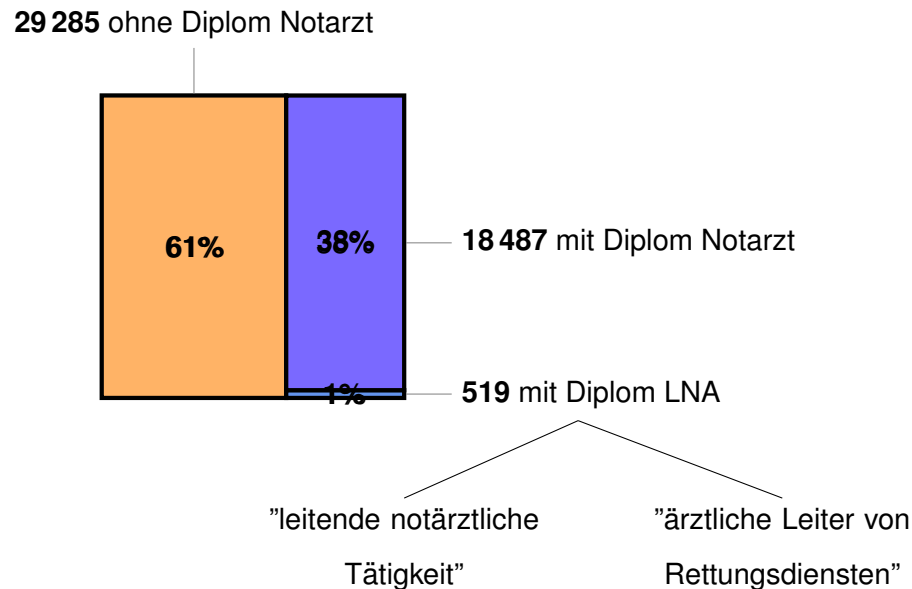 29 285 ohne Diplom Notarzt
61%
38%
18 487 mit Diplom Notarzt
1%
519 mit Diplom LNA
”leitende notärztliche
Tätigkeit”
”ärztliche Leiter von
Rettungsdiensten”